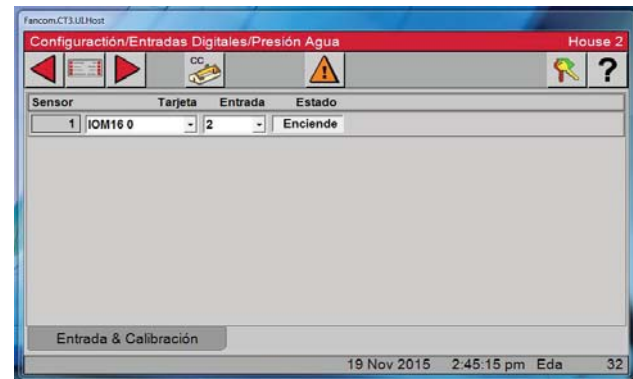 Fancom.CT3.UI.Host
Configuractión/Entradas Digitales/Presión Agua House 2
CC
?
Sensor Tarjeta Entrada Estado
1 IOM16 0 2 Enciende
Entrada & Calibración
19 Nov 2015 2:45:15 pm Eda 32